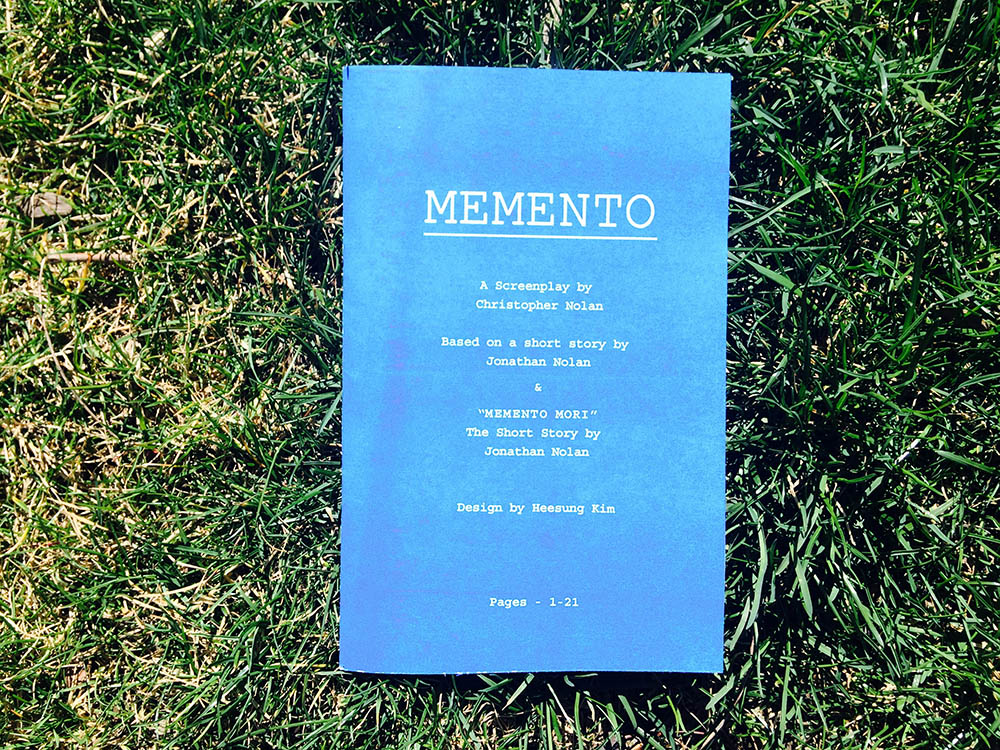 MEMENTO
A Screenplay by
Christopher Nolan
Based on a short story by
Jonathan Nolan
&
“MEMENTO MORI”
The Short Story by
Jonathan Nolan
Design by Heesung Kim
Pages - 1-21